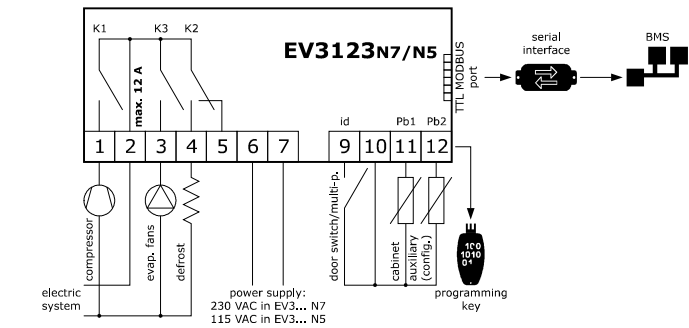 K1
K3
K2
max. 12 A
EV3123N7/N5
TTL MODBUS
port
serial
interface
BMS
id
Pb1
Pb2
1
2
3
4
5
6
7
9
10
11
12
compressor
evap. fans
defrost
door switch/multi-p.
cabinet
auxiliary
(config.)
100
1010
01
electric
system
power supply:
230 VAC in EV3... N7
115 VAC in EV3... N5
programming
key